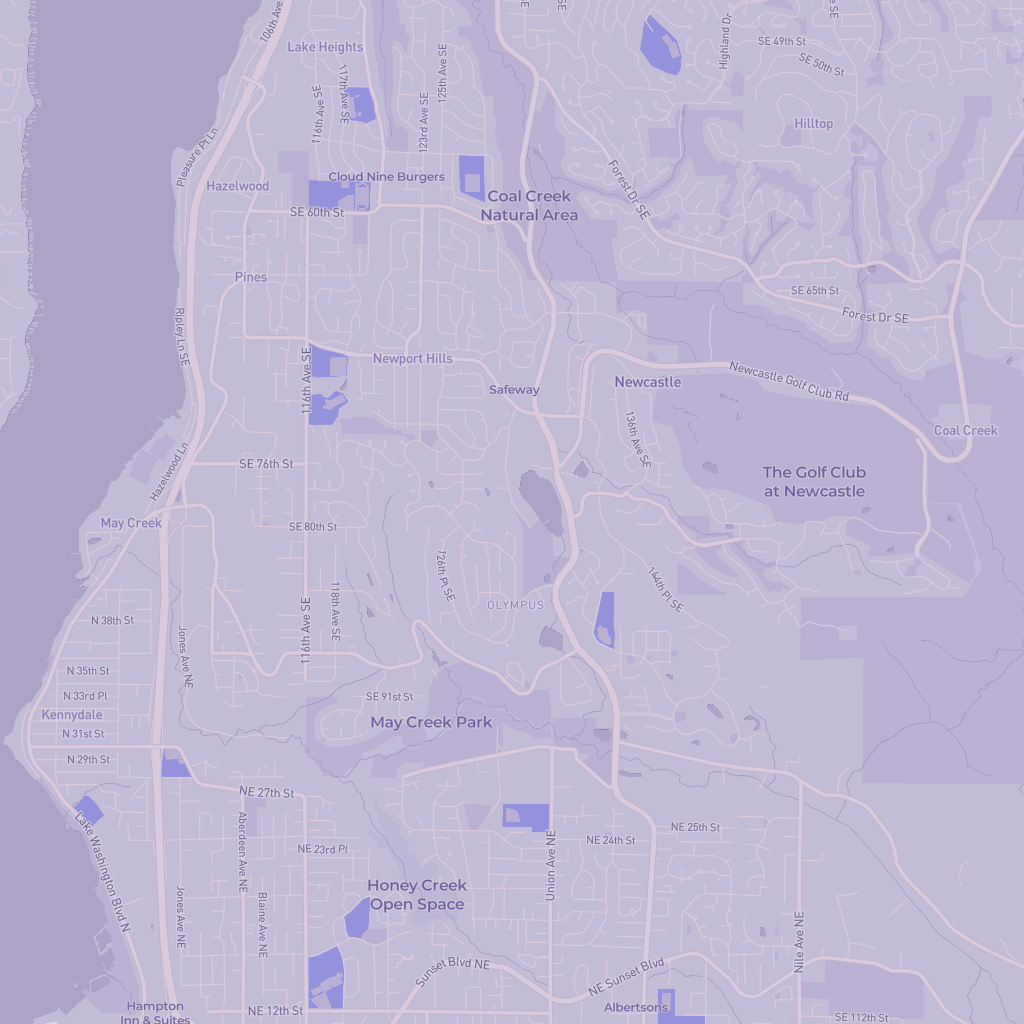 106th Ave
SE
SE
Highland Dr
SE
SE 49th St
Lake Heights
SE 50th St
117th Ave SE
116th Ave SE
125th Ave SE
123rd Ave SE
Hilltop
Pleasure Pt Ln
Cloud Nine Burgers
Hazelwood
Coal Creek
Natural Area
Forest Dr SE
SE 60th St
Pines
SE 65th St
Forest Dr SE
Ripley Ln SE
Newport Hills
116th Ave SE
Safeway
Newcastle
Newcastle Golf Club Rd
136th Ave SE
Coal Creek
Hazelwood Ln
SE 76th St
The Golf Club
at Newcastle
May Creek
SE 80th St
126th Pl SE
144th Pl SE
OLYMPUS
N 38th St
118th Ave SE
116th Ave SE
Jones Ave NE
N 35th St
N 33rd Pl
SE 91st St
Kennydale
May Creek Park
N 31st St
N 29th St
NE 27th St
Lake Washington Blvd N
Aberdeen Ave NE
NE 25th St
NE 24th St
NE 23rd Pl
Union Ave NE
Honey Creek
Open Space
Jones Ave NE
Blaine Ave NE
Nile Ave NE
Sunset Blvd NE
NE Sunset Blvd
Hampton
Inn & Suites
NE 12th St
Albertsons
SE 112th St